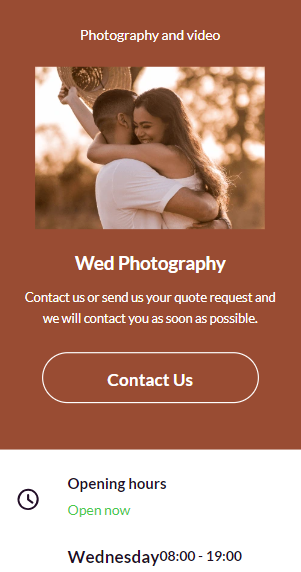 Photography and video
Wed Photography
Contact us or send us your quote request and
we will contact you as soon as possible.
Contact Us
Opening hours
Open now
Wednesday08:00 - 19:00